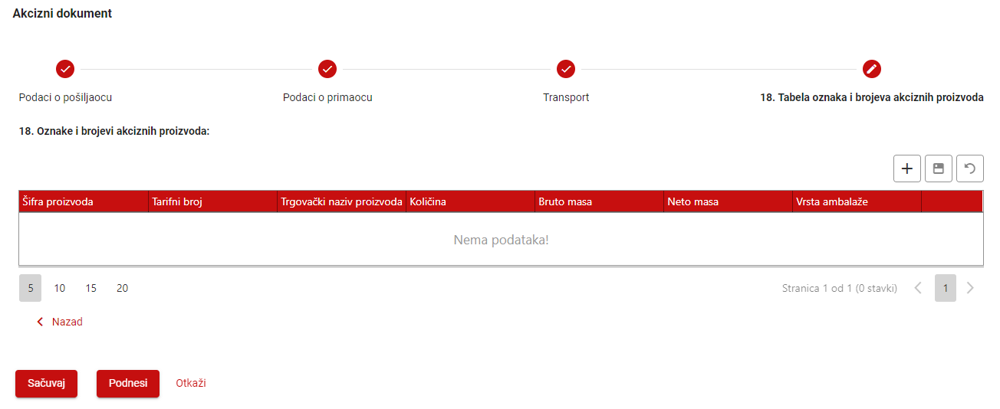 Akcizni dokument
Podaci o pošiljaocu
Podaci o primaocu
Transport
18. Tabela oznaka i brojeva akciznih proizvoda
18. Oznake i brojevi akciznih proizvoda:
Šifra proizvoda Tarifni broj Trgovački naziv proizvoda Količina Bruto masa Neto masa Vrsta ambalaže
Nema podataka!
5 10 15 20 Stranica 1 od 1 (0 stavki) 1
Nazad
Sačuvaj Podnesi Otkaži